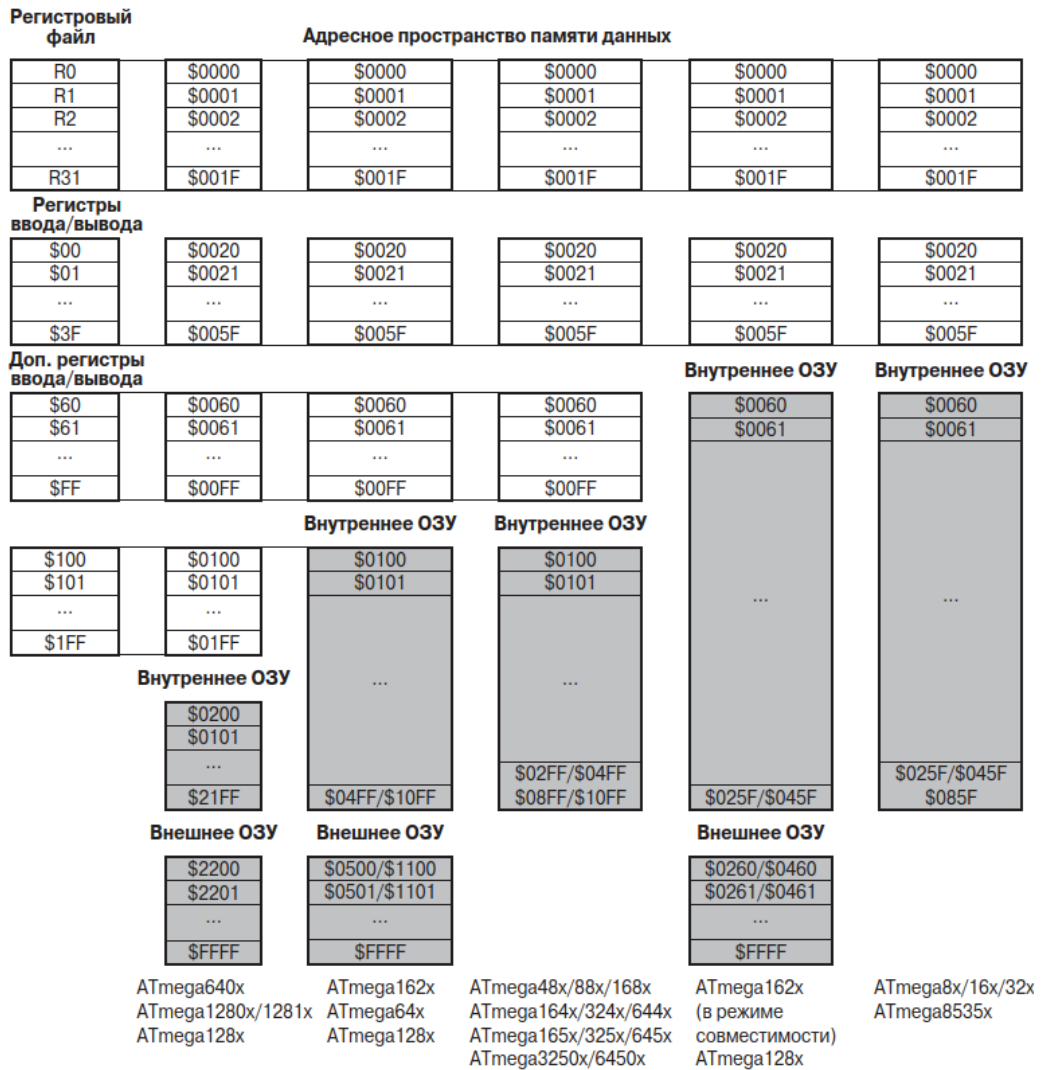 Регистровый
файл
Адресное пространство памяти данных
R0 $0000 $0000 $0000 $0000 $0000
R1 $0001 $0001 $0001 $0001 $0001
R2 $0002 $0002 $0002 $0002 $0002
... ... ... ... ... ...
R31 $001F $001F $001F $001F $001F
Регистры
ввода/вывода
$00 $0020 $0020 $0020 $0020 $0020
$01 $0021 $0021 $0021 $0021 $0021
... ... ... ... ... ...
$3F $005F $005F $005F $005F $005F
Доп. регистры
ввода/вывода
Внутреннее ОЗУ Внутреннее ОЗУ
$60 $0060 $0060 $0060 $0060 $0060
$61 $0061 $0061 $0061 $0061 $0061
... ... ... ...
$FF $00FF $00FF $00FF
Внутреннее ОЗУ Внутреннее ОЗУ
$100 $0100 $0100 $0100
$101 $0101 $0101 $0101
... ... ... ...
$1FF $01FF
Внутреннее ОЗУ
... ...
$0200
$0101
...
$02FF/$04FF $025F/$045F
$21FF $04FF/$10FF $08FF/$10FF $025F/$045F $085F
Внешнее ОЗУ Внешнее ОЗУ Внешнее ОЗУ
$2200 $0500/$1100 $0260/$0460
$2201 $0501/$1101 $0261/$0461
... ... ...
$FFFF $FFFF $FFFF
ATmega640x ATmega162x ATmega48x/88x/168x ATmega162x ATmega8x/16x/32x
ATmega1280x/1281x ATmega64x ATmega164x/324x/644x (в режиме ATmega8535x
ATmega128x ATmega128x ATmega165x/325x/645x совместимости)
ATmega3250x/6450x ATmega128x